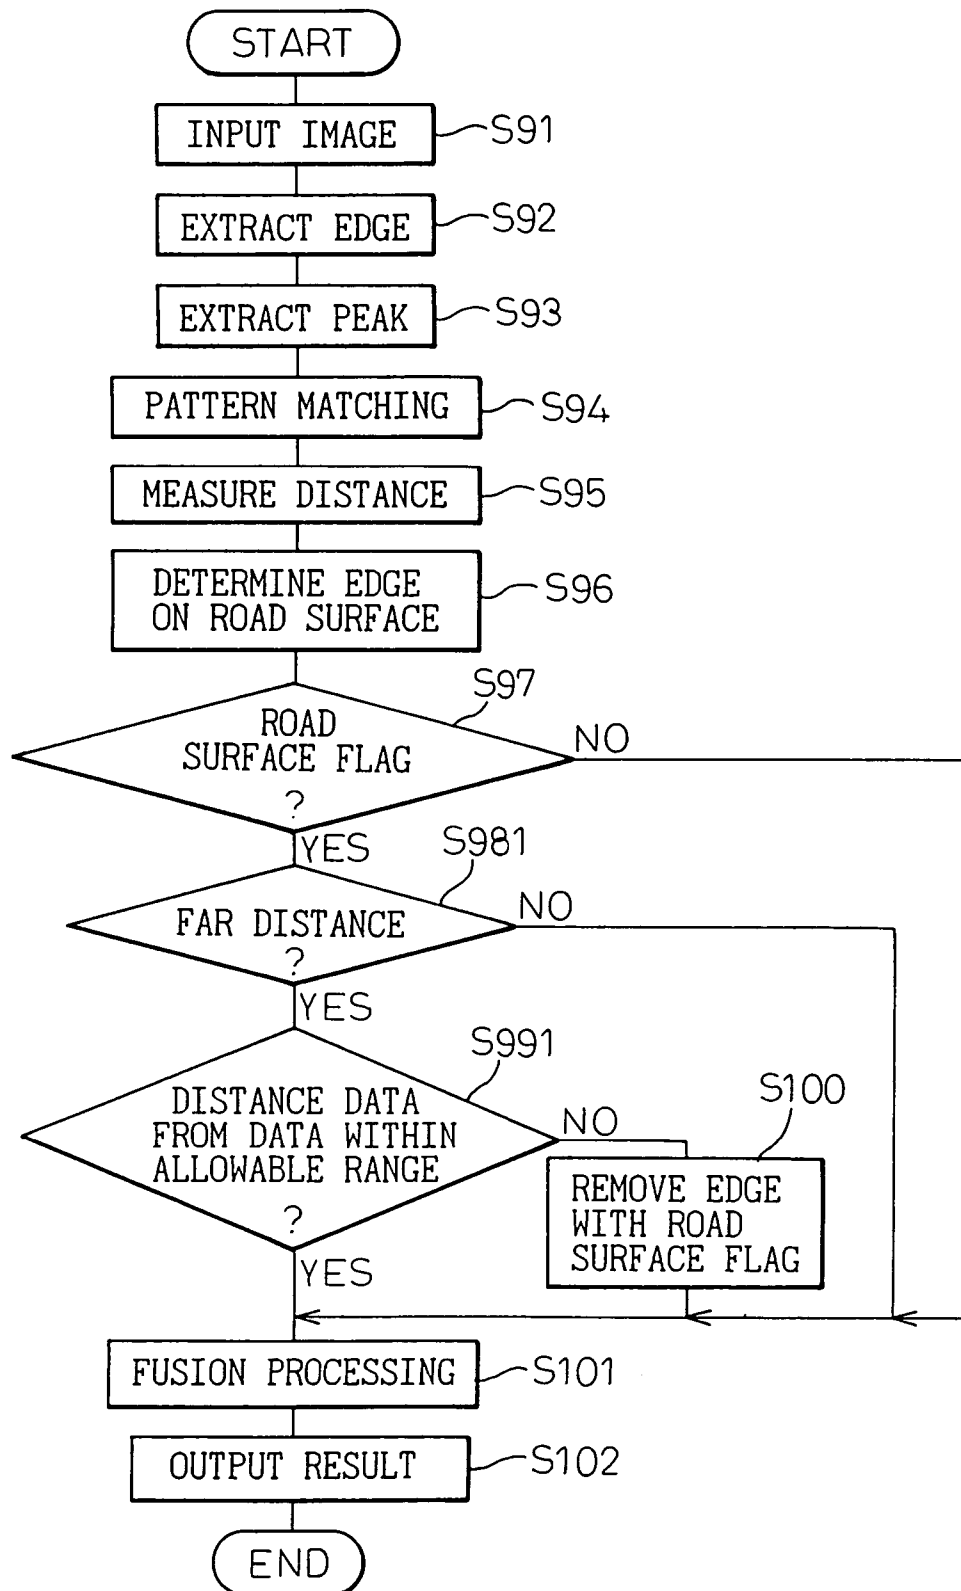 START
INPUT IMAGE
S91
EXTRACT EDGE
S92
EXTRACT PEAK
S93
PATTERN MATCHING
S94
MEASURE DISTANCE
S95
DETERMINE EDGE
ON ROAD SURFACE
S96
S97
ROAD
SURFACE FLAG
?
NO
YES
S981
FAR DISTANCE
?
NO
YES
S991
DISTANCE DATA
FROM DATA WITHIN
ALLOWABLE RANGE
?
NO
S100
REMOVE EDGE
WITH ROAD
SURFACE FLAG
YES
FUSION PROCESSING
S101
OUTPUT RESULT
S102
END